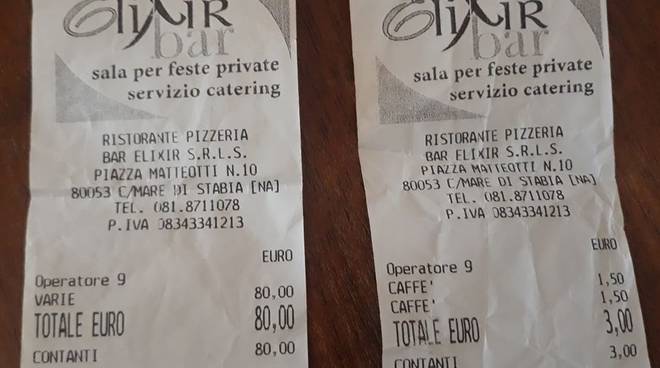 Elixir
bar
sala per feste private
servizio catering
RISTORANTE PIZZERIA
BAR ELIXIR S.R.L.S.
PIAZZA MATTEOTTI N.10
80053 C/MARE DI STABIA [NA]
TEL. 081.8711078
P.IVA 08343341213
EURO
Operatore 9
VARIE 80,00
TOTALE EURO 80,00
CONTANTI 80,00
Elixir
bar
sala per feste private
servizio catering
RISTORANTE PIZZERIA
BAR ELIXIR S.R.L.S.
PIAZZA MATTEOTTI N.10
80053 C/MARE DI STABIA [NA]
TEL. 081.8711078
P.IVA 08343341213
EURO
Operatore 9
CAFFE' 1,50
CAFFE' 1,50
TOTALE EURO 3,00
CONTANTI 3,00